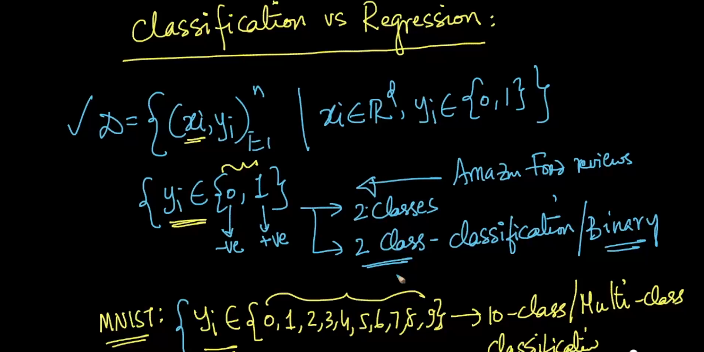 Classification vs Regression:
✓ D = {(xi, yi)ⁿᵢ₌₁ | xi ∈ ℝᵈ, yi ∈ {0, 1}}
Amazon Food reviews
{ yi ∈ {0, 1} → 2 Classes
-ve +ve → 2 Class-classification/Binary
MNIST: { yi ∈ {0,1,2,3,4,5,6,7,8,9} → 10-class/Multi-class
classificatio